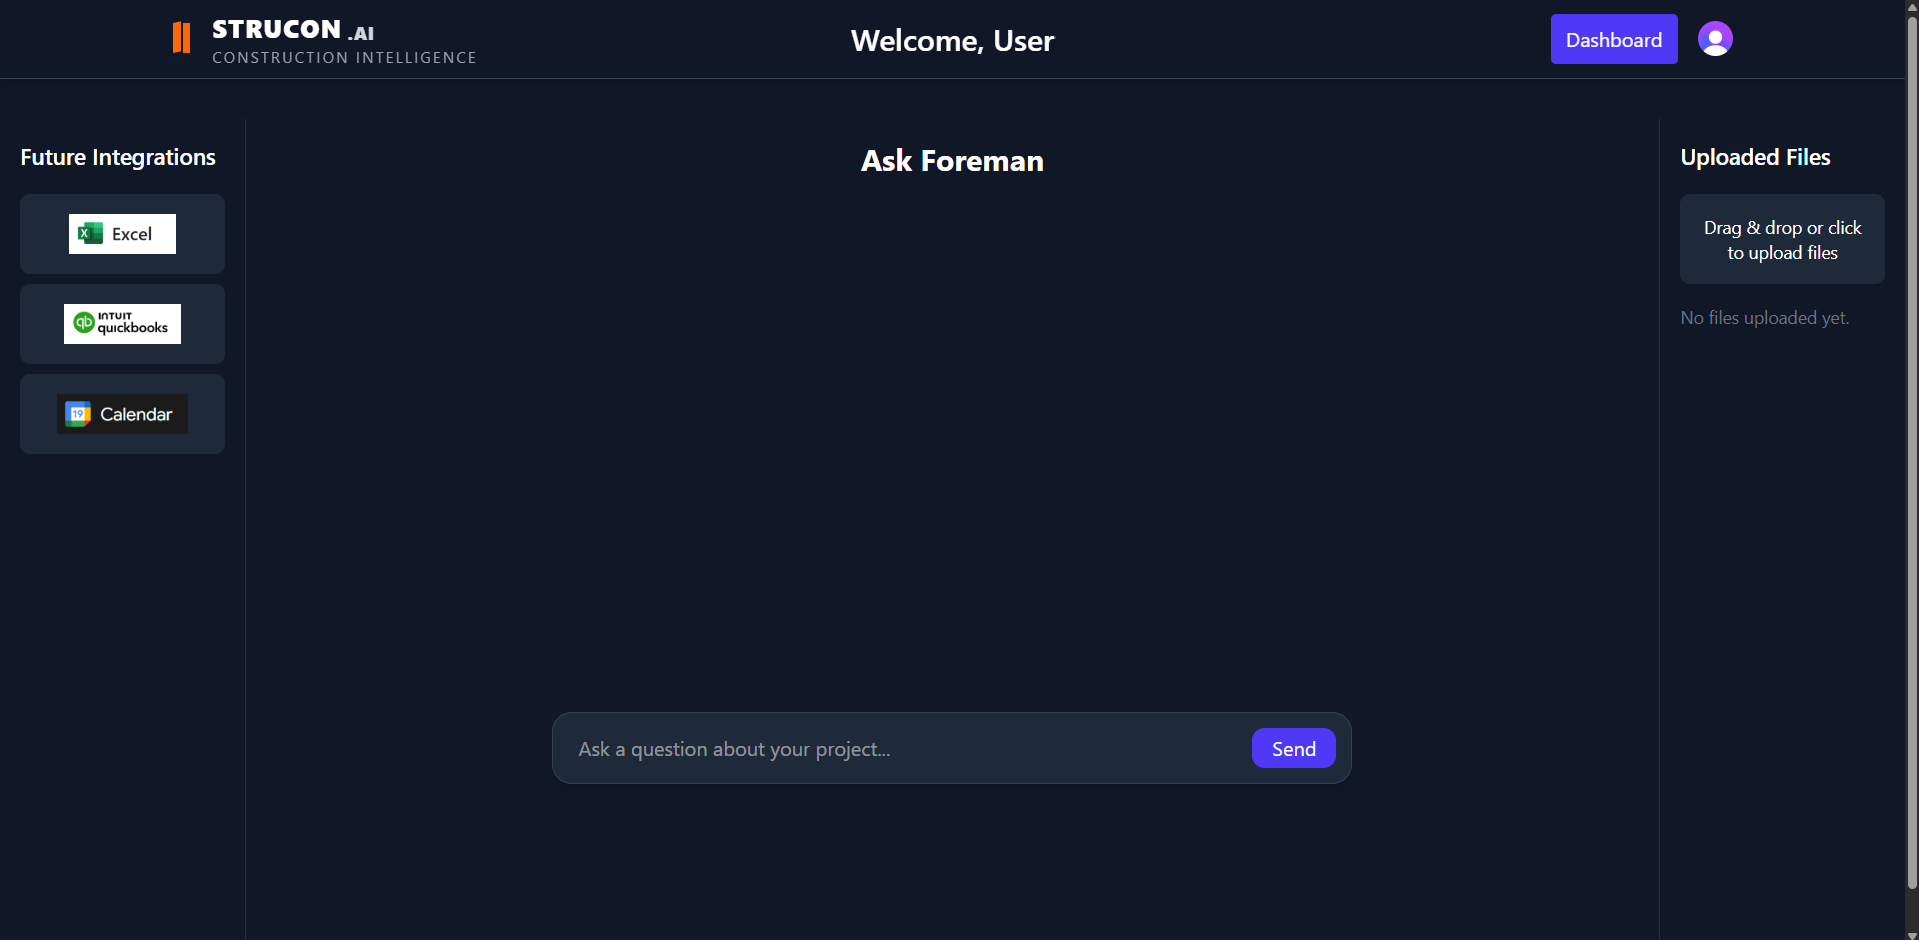 STRUCON .AI
CONSTRUCTION INTELLIGENCE
Welcome, User
Dashboard
Future Integrations
Excel
INTUIT
quickbooks
19
Calendar
Ask Foreman
Ask a question about your project...
Send
Uploaded Files
Drag & drop or click
to upload files
No files uploaded yet.